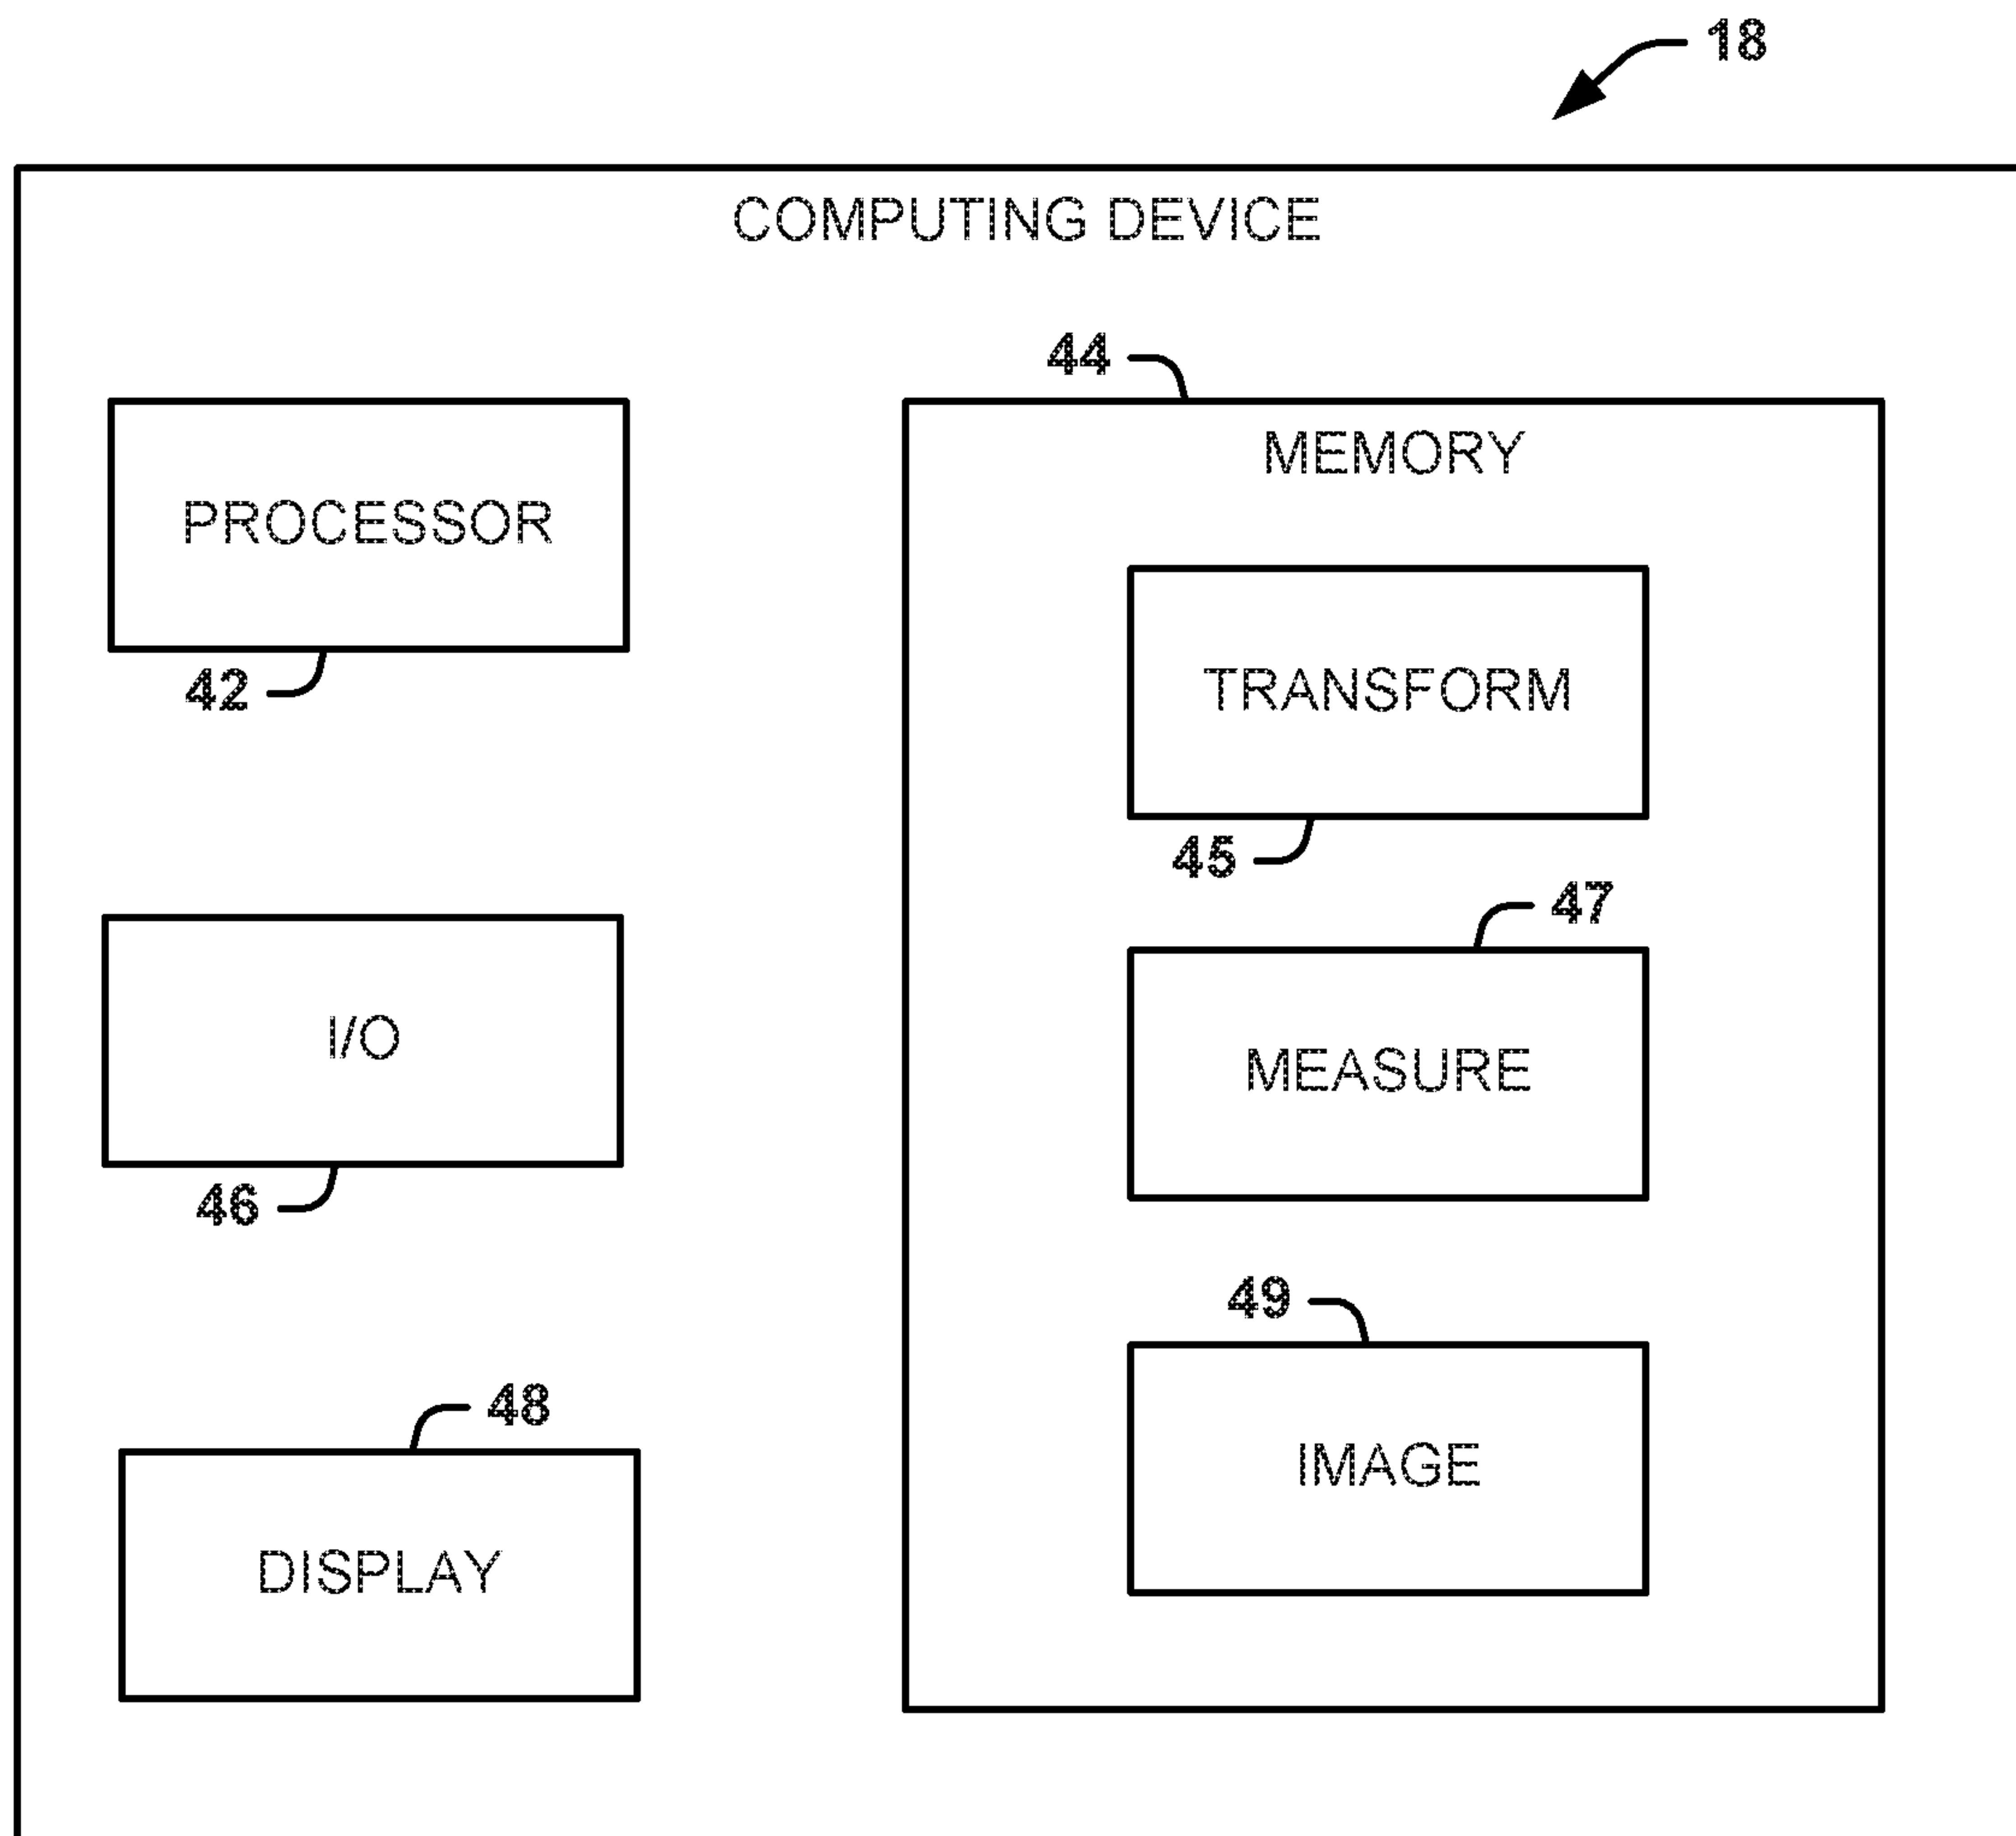 18
COMPUTING DEVICE
44
MEMORY
PROCESSOR
42
TRANSFORM
45
47
I/O
46
MEASURE
49
48
IMAGE
DISPLAY